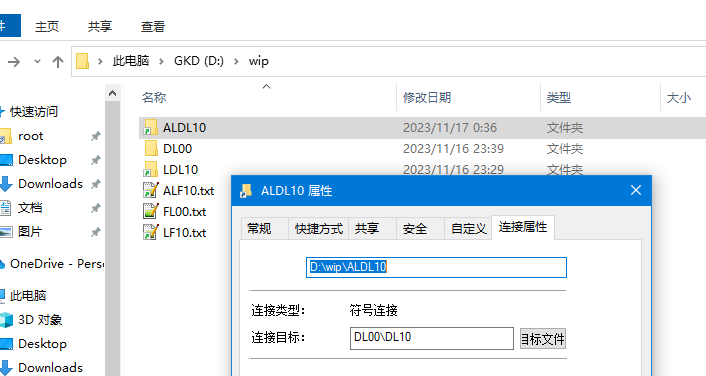 件 主页 共享 查看
此电脑 GKD (D:) wip
名称 修改日期 类型 大小
快速访问
root
Desktop
Downloads
文档
图片
OneDrive - Perso
此电脑
3D 对象
Desktop
Downloads
ALDL10 2023/11/17 0:36 文件夹
DL00 2023/11/16 23:39 文件夹
LDL10 2023/11/16 23:29 文件夹
ALF10.txt
FL00.txt
LF10.txt
ALDL10 属性
常规 快捷方式 共享 安全 自定义 连接属性
D:\wip\ALDL10
连接类型： 符号连接
连接目标： DL00\DL10 目标文件